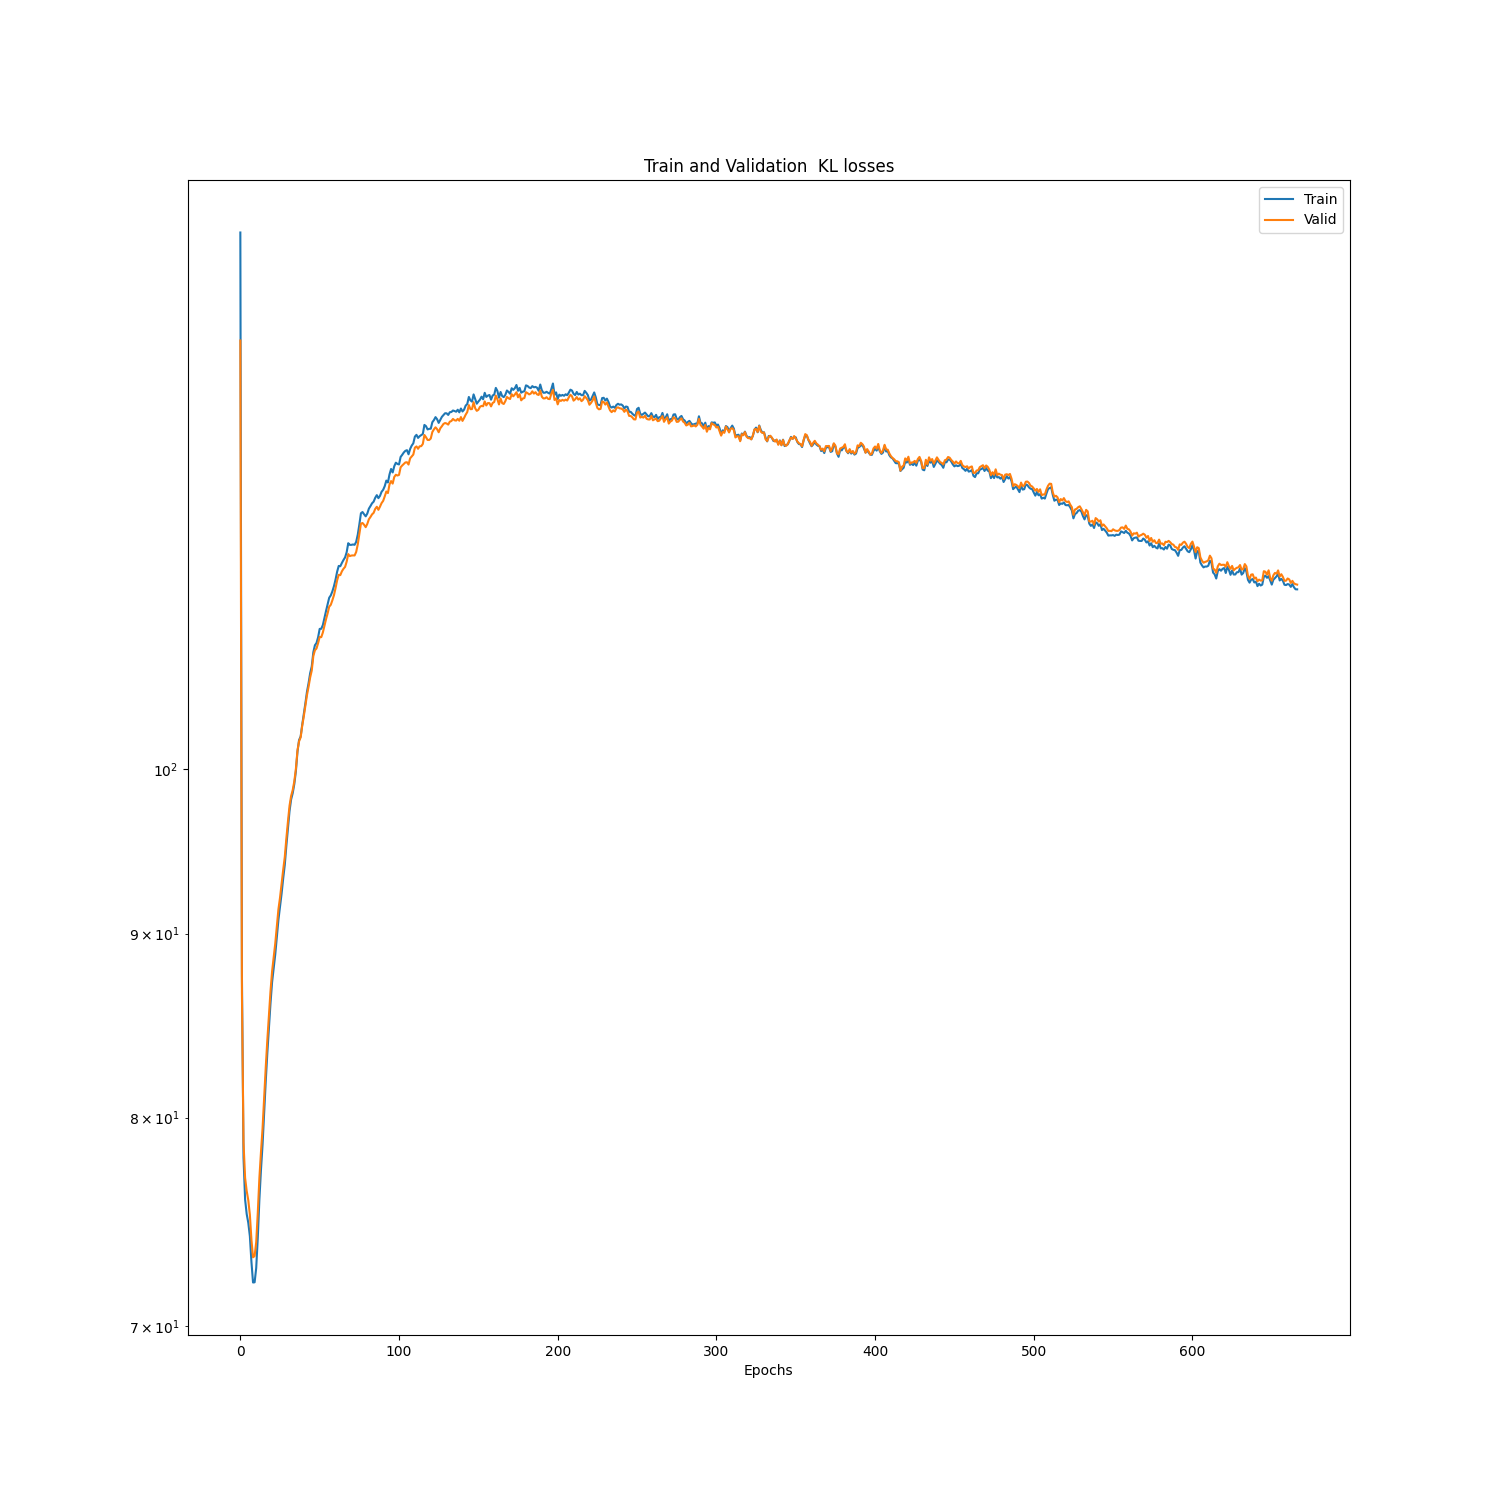 Train and Validation  KL losses
Train
Valid
10²
9 × 10¹
8 × 10¹
7 × 10¹
0 100 200 300 400 500 600
Epochs